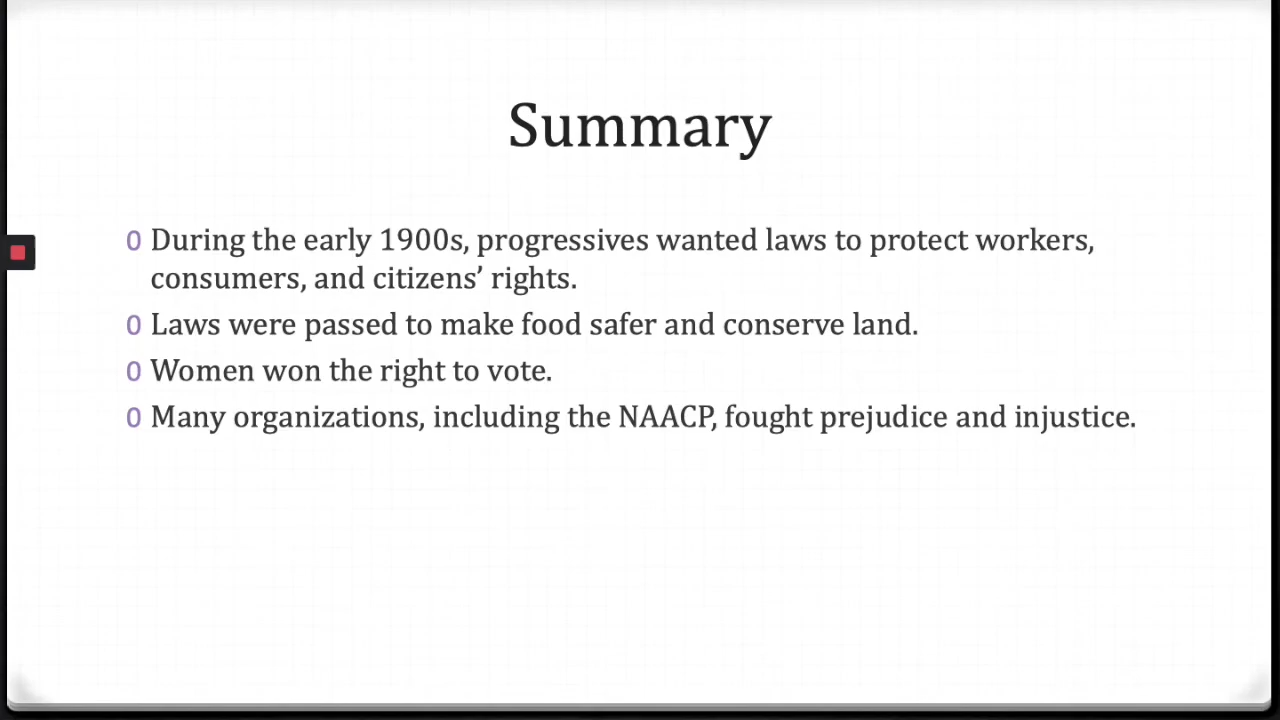 Summary
0 During the early 1900s, progressives wanted laws to protect workers,
consumers, and citizens’ rights.
0 Laws were passed to make food safer and conserve land.
0 Women won the right to vote.
0 Many organizations, including the NAACP, fought prejudice and injustice.